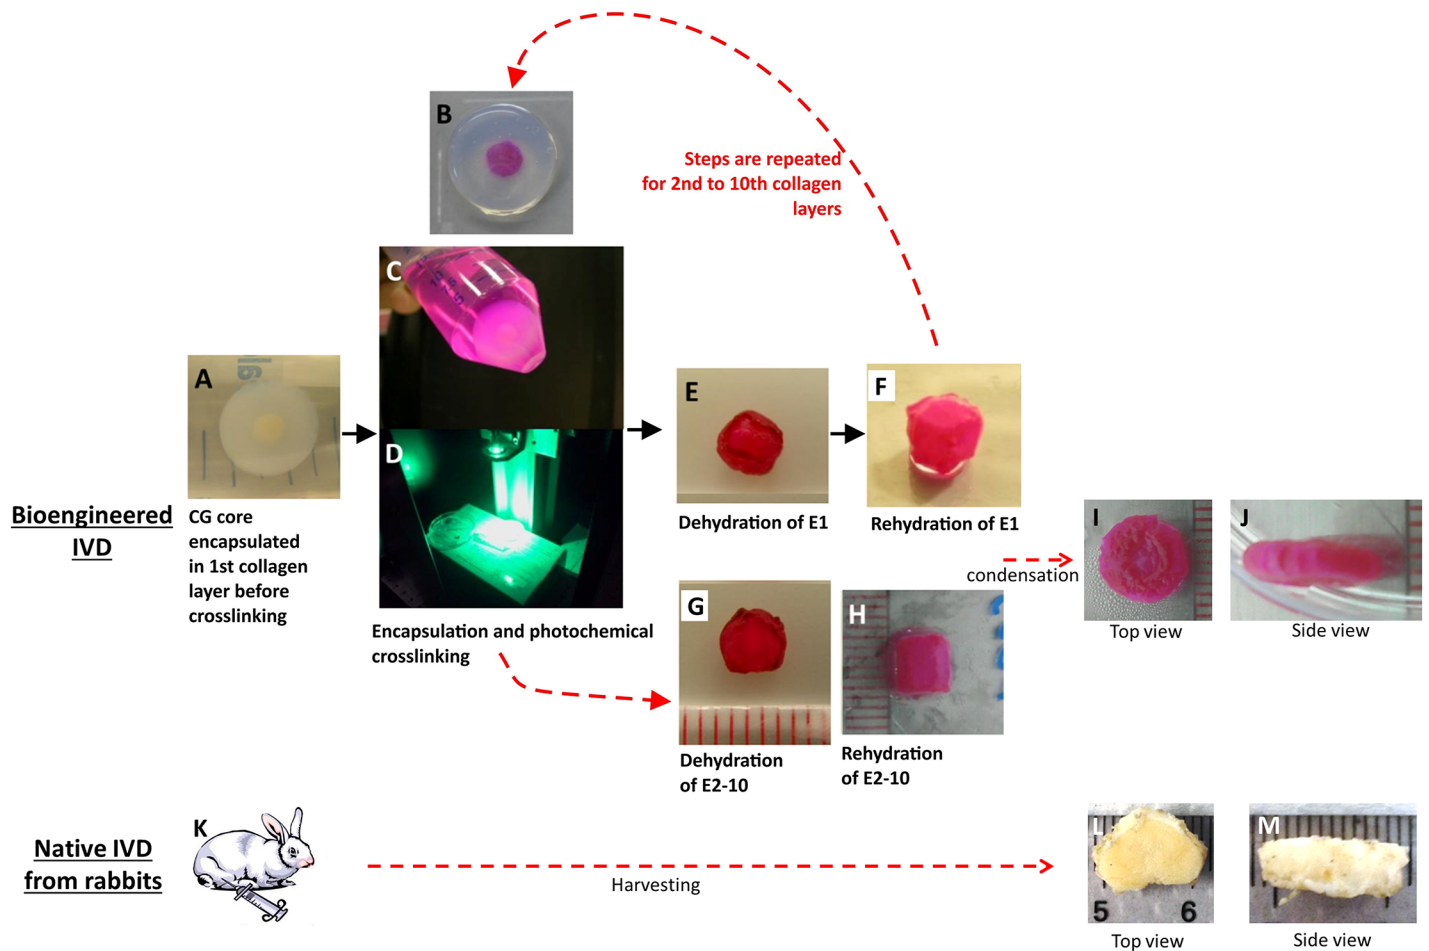 B
Steps are repeated
for 2nd to 10th collagen
layers
C
A
D
E
F
Bioengineered
IVD
CG core
encapsulated
in 1st collagen
layer before
crosslinking
Encapsulation and photochemical
crosslinking
Dehydration of E1
Rehydration of E1
G
H
Dehydration
of E2-10
Rehydration
of E2-10
condensation
I
J
Top view
Side view
Native IVD
from rabbits
K
Harvesting
L
M
5 6
Top view
Side view